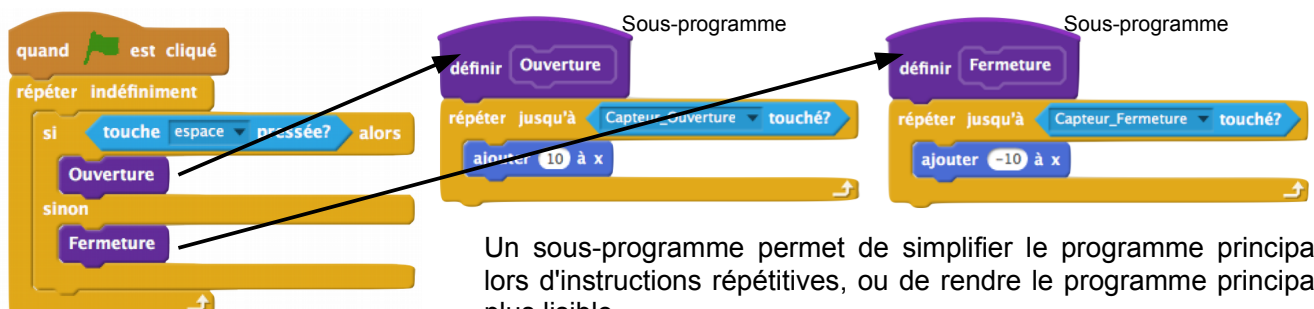 quand est cliqué
répéter indéfiniment
si touche espace pressée? alors
Ouverture
sinon
Fermeture
Sous-programme
définir Ouverture
répéter jusqu'à Capteur_Ouverture touché?
ajouter 10 à x
Sous-programme
définir Fermeture
répéter jusqu'à Capteur_Fermeture touché?
ajouter -10 à x
Un sous-programme permet de simplifier le programme principa
lors d'instructions répétitives, ou de rendre le programme principa
plus lisible